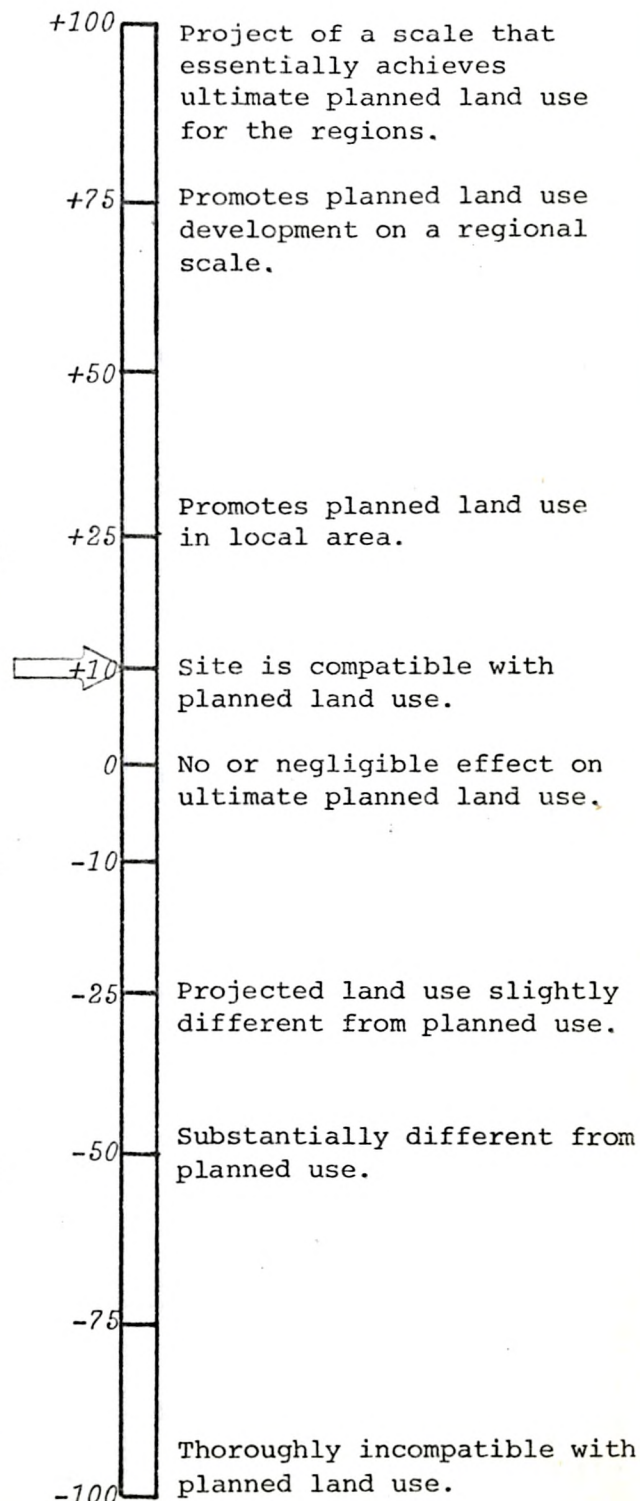 +100 Project of a scale that
essentially achieves
ultimate planned land use
for the regions.
+75 Promotes planned land use
development on a regional
scale.
+50
Promotes planned land use
+25 in local area.
+10 Site is compatible with
planned land use.
0 No or negligible effect on
ultimate planned land use.
-10
-25 Projected land use slightly
different from planned use.
Substantially different from
-50 planned use.
-75
Thoroughly incompatible with
-100 planned land use.